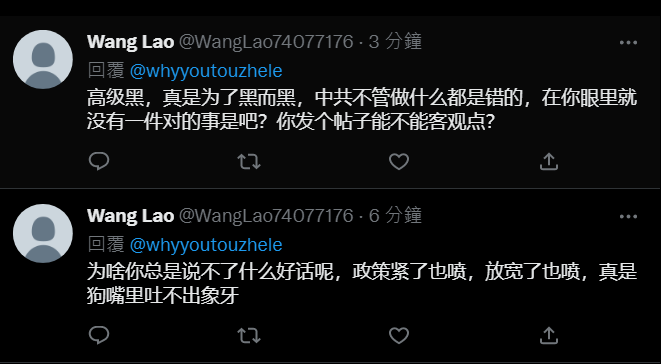 Wang Lao @WangLao74077176 · 3 分鐘
回覆 @whyyoutouzhele
高级黑，真是为了黑而黑，中共不管做什么都是错的，在你眼里就
没有一件对的事是吧？你发个帖子能不能客观点？
Wang Lao @WangLao74077176 · 6 分鐘
回覆 @whyyoutouzhele
为啥你总是说不了什么好话呢，政策紧了也喷，放宽了也喷，真是
狗嘴里吐不出象牙